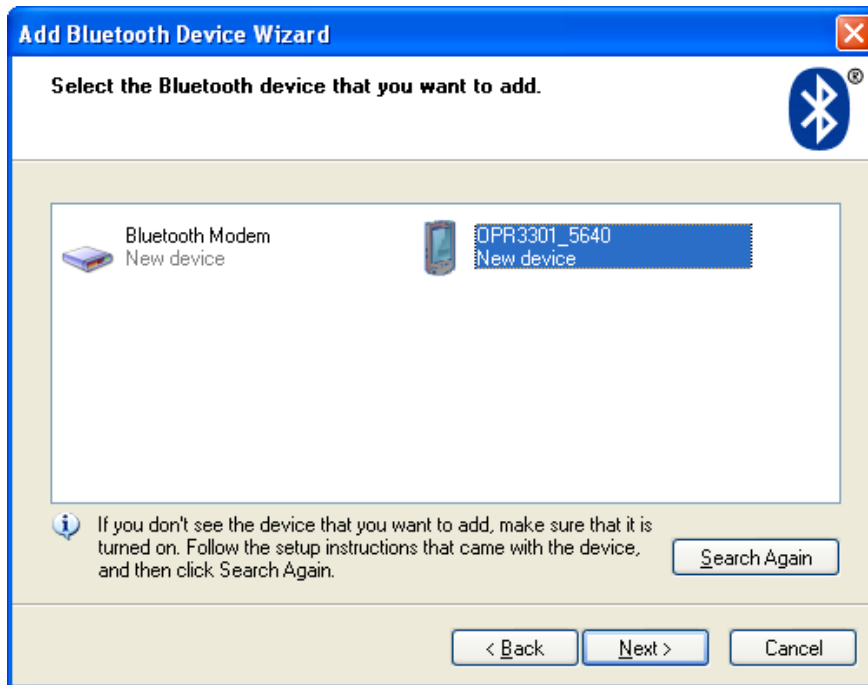 Add Bluetooth Device Wizard
Select the Bluetooth device that you want to add.
®
Bluetooth Modem
New device
OPR3301_5640
New device
If you don't see the device that you want to add, make sure that it is
turned on. Follow the setup instructions that came with the device,
and then click Search Again.
Search Again
< Back
Next >
Cancel